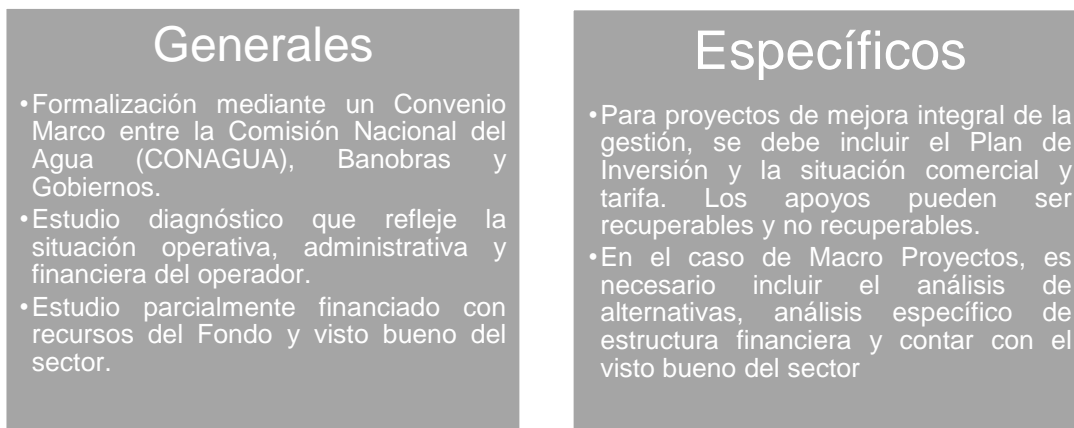 Generales
•Formalización mediante un Convenio
Marco entre la Comisión Nacional del
Agua (CONAGUA), Banobras y
Gobiernos.
•Estudio diagnóstico que refleje la
situación operativa, administrativa y
financiera del operador.
•Estudio parcialmente financiado con
recursos del Fondo y visto bueno del
sector.
Específicos
•Para proyectos de mejora integral de la
gestión, se debe incluir el Plan de
Inversión y la situación comercial y
tarifa. Los apoyos pueden ser
recuperables y no recuperables.
•En el caso de Macro Proyectos, es
necesario incluir el análisis de
alternativas, análisis específico de
estructura financiera y contar con el
visto bueno del sector